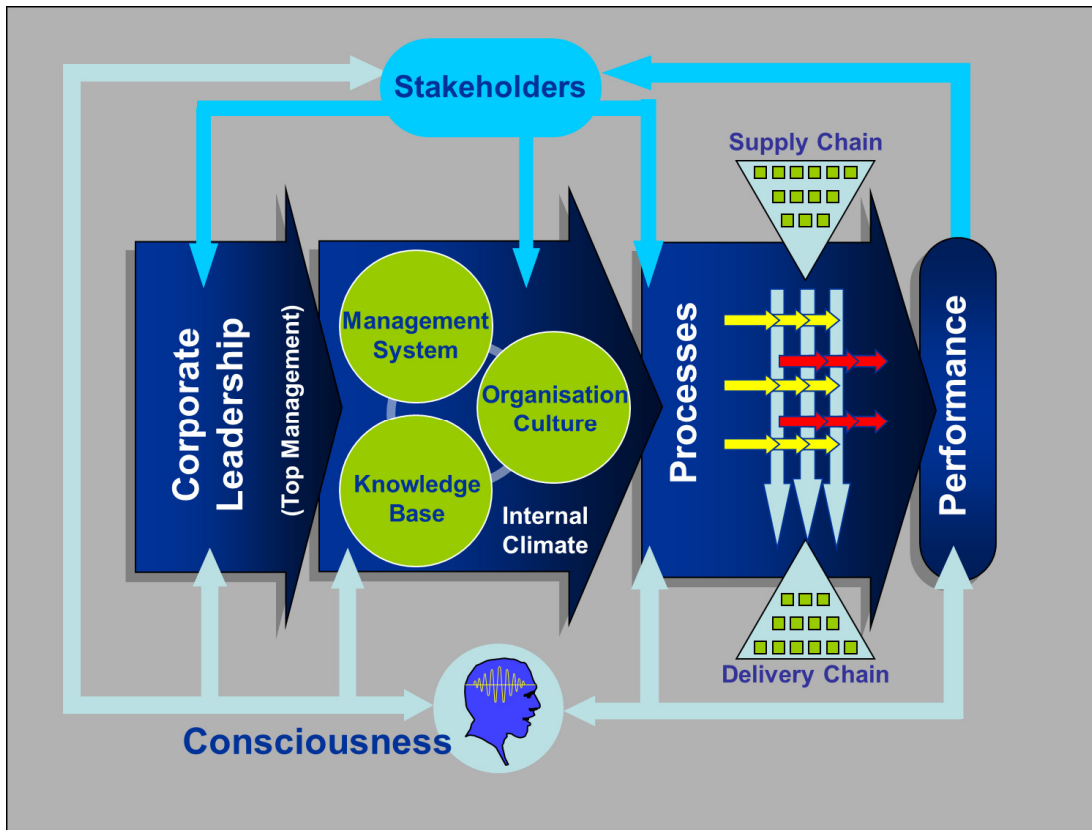 Stakeholders
Supply Chain
Corporate
Leadership
(Top Management)
Management
System
Organisation
Culture
Knowledge
Base
Internal
Climate
Processes
Performance
Delivery Chain
Consciousness